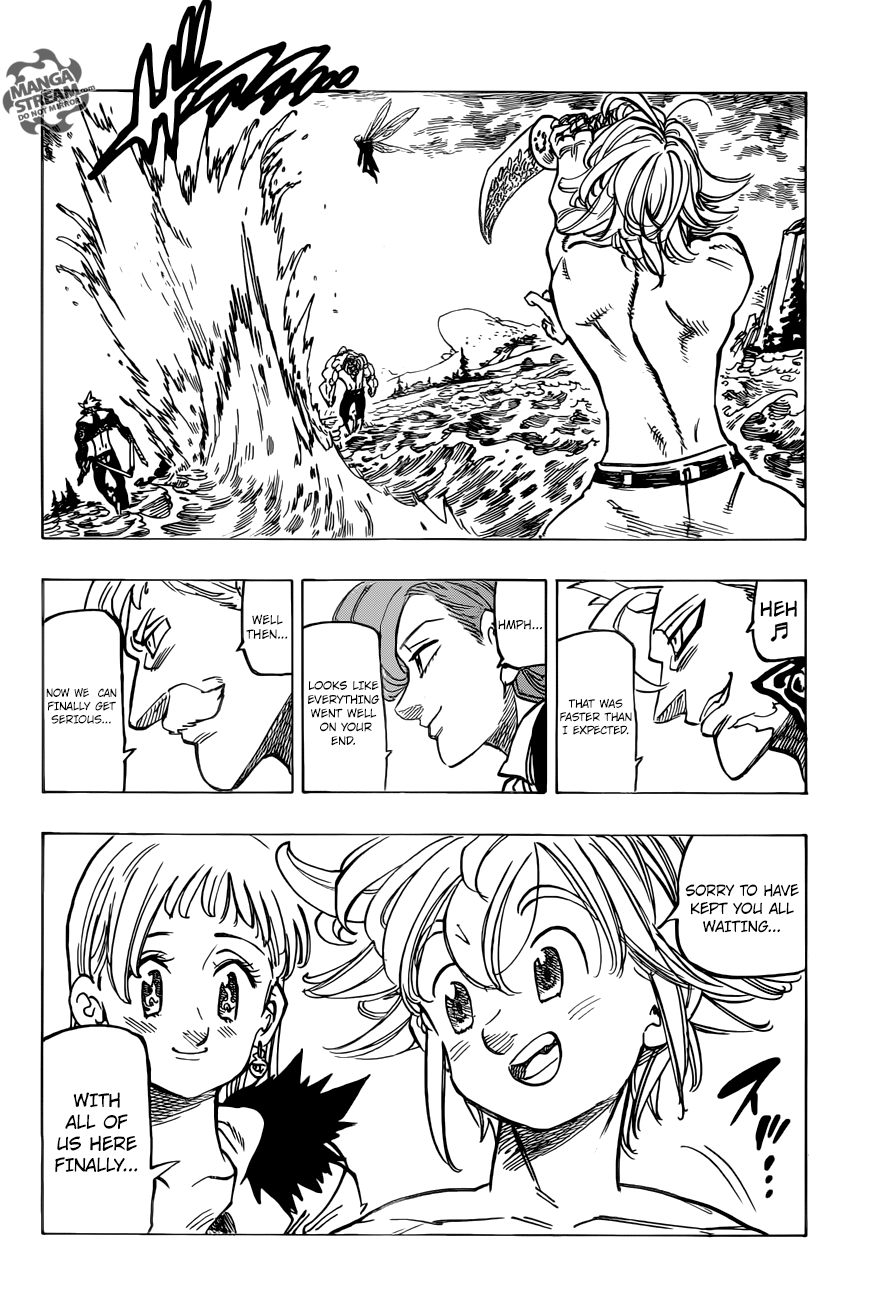 MANGA
STREAM.com
DO NOT MIRROR
HEH
♫
THAT WAS
FASTER THAN
I EXPECTED.
HMPH...
LOOKS LIKE
EVERYTHING
WENT WELL
ON YOUR
END.
WELL
THEN...
NOW WE CAN
FINALLY GET
SERIOUS...
SORRY TO HAVE
KEPT YOU ALL
WAITING...
WITH
ALL OF
US HERE
FINALLY...